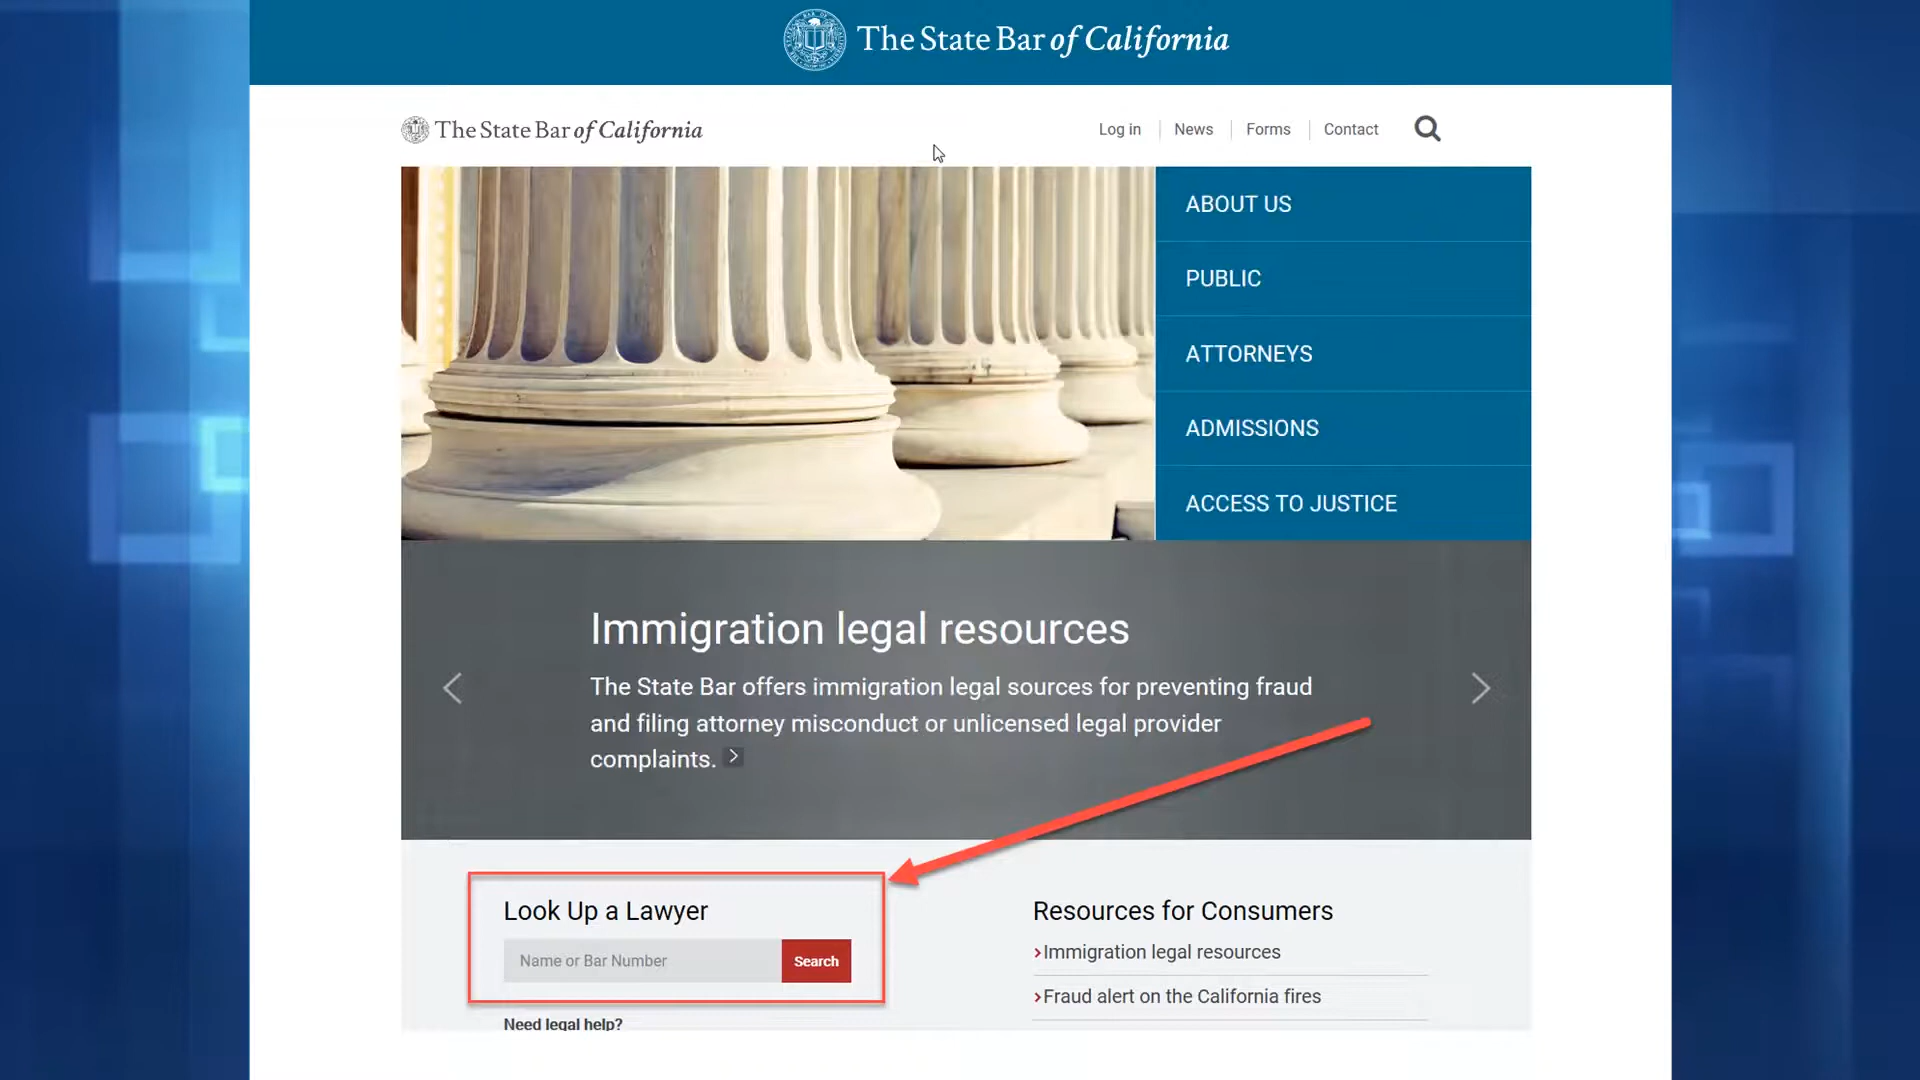 The State Bar of California
The State Bar of California
Log in
News
Forms
Contact
ABOUT US
PUBLIC
ATTORNEYS
ADMISSIONS
ACCESS TO JUSTICE
Immigration legal resources
The State Bar offers immigration legal sources for preventing fraud
and filing attorney misconduct or unlicensed legal provider
complaints.
Look Up a Lawyer
Name or Bar Number
Search
Need legal help?
Resources for Consumers
Immigration legal resources
Fraud alert on the California fires